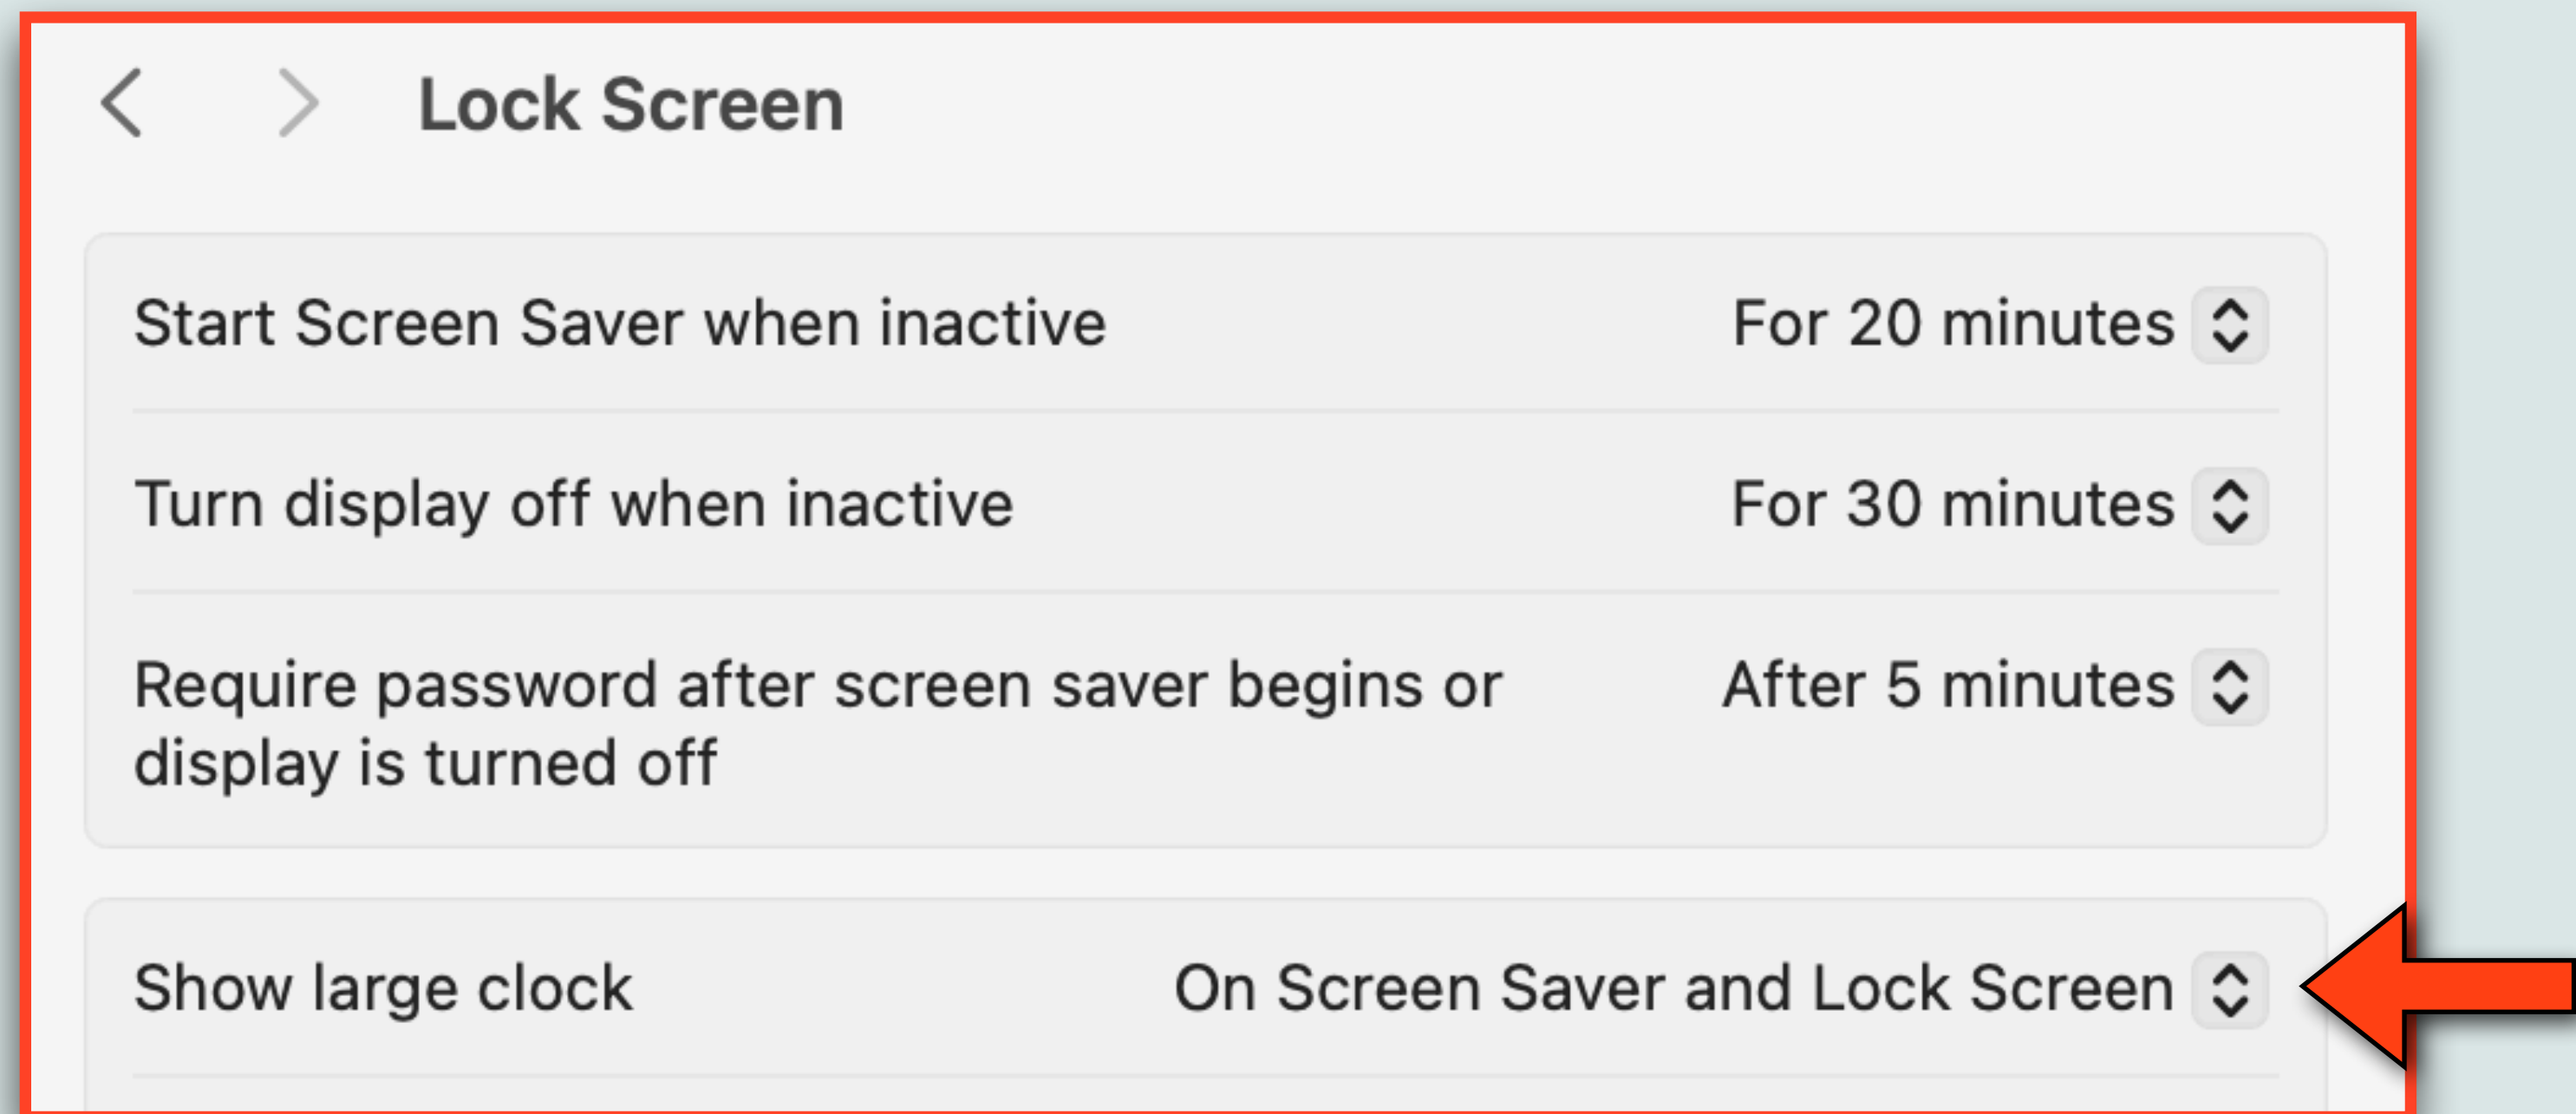 Lock Screen
Start Screen Saver when inactive For 20 minutes
Turn display off when inactive For 30 minutes
Require password after screen saver begins or After 5 minutes
display is turned off
Show large clock On Screen Saver and Lock Screen